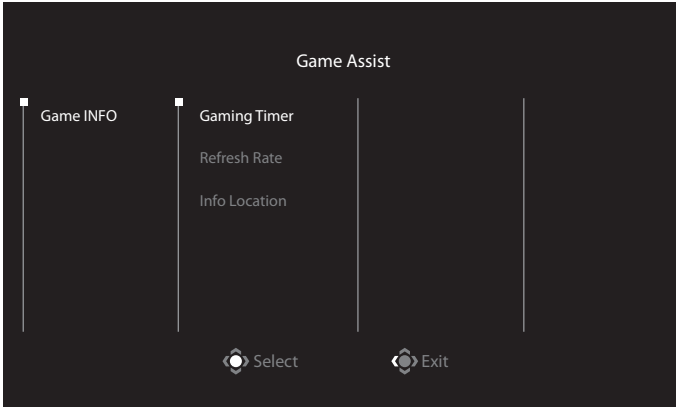 Game Assist
Game INFO
Gaming Timer
Refresh Rate
Info Location
Select
Exit